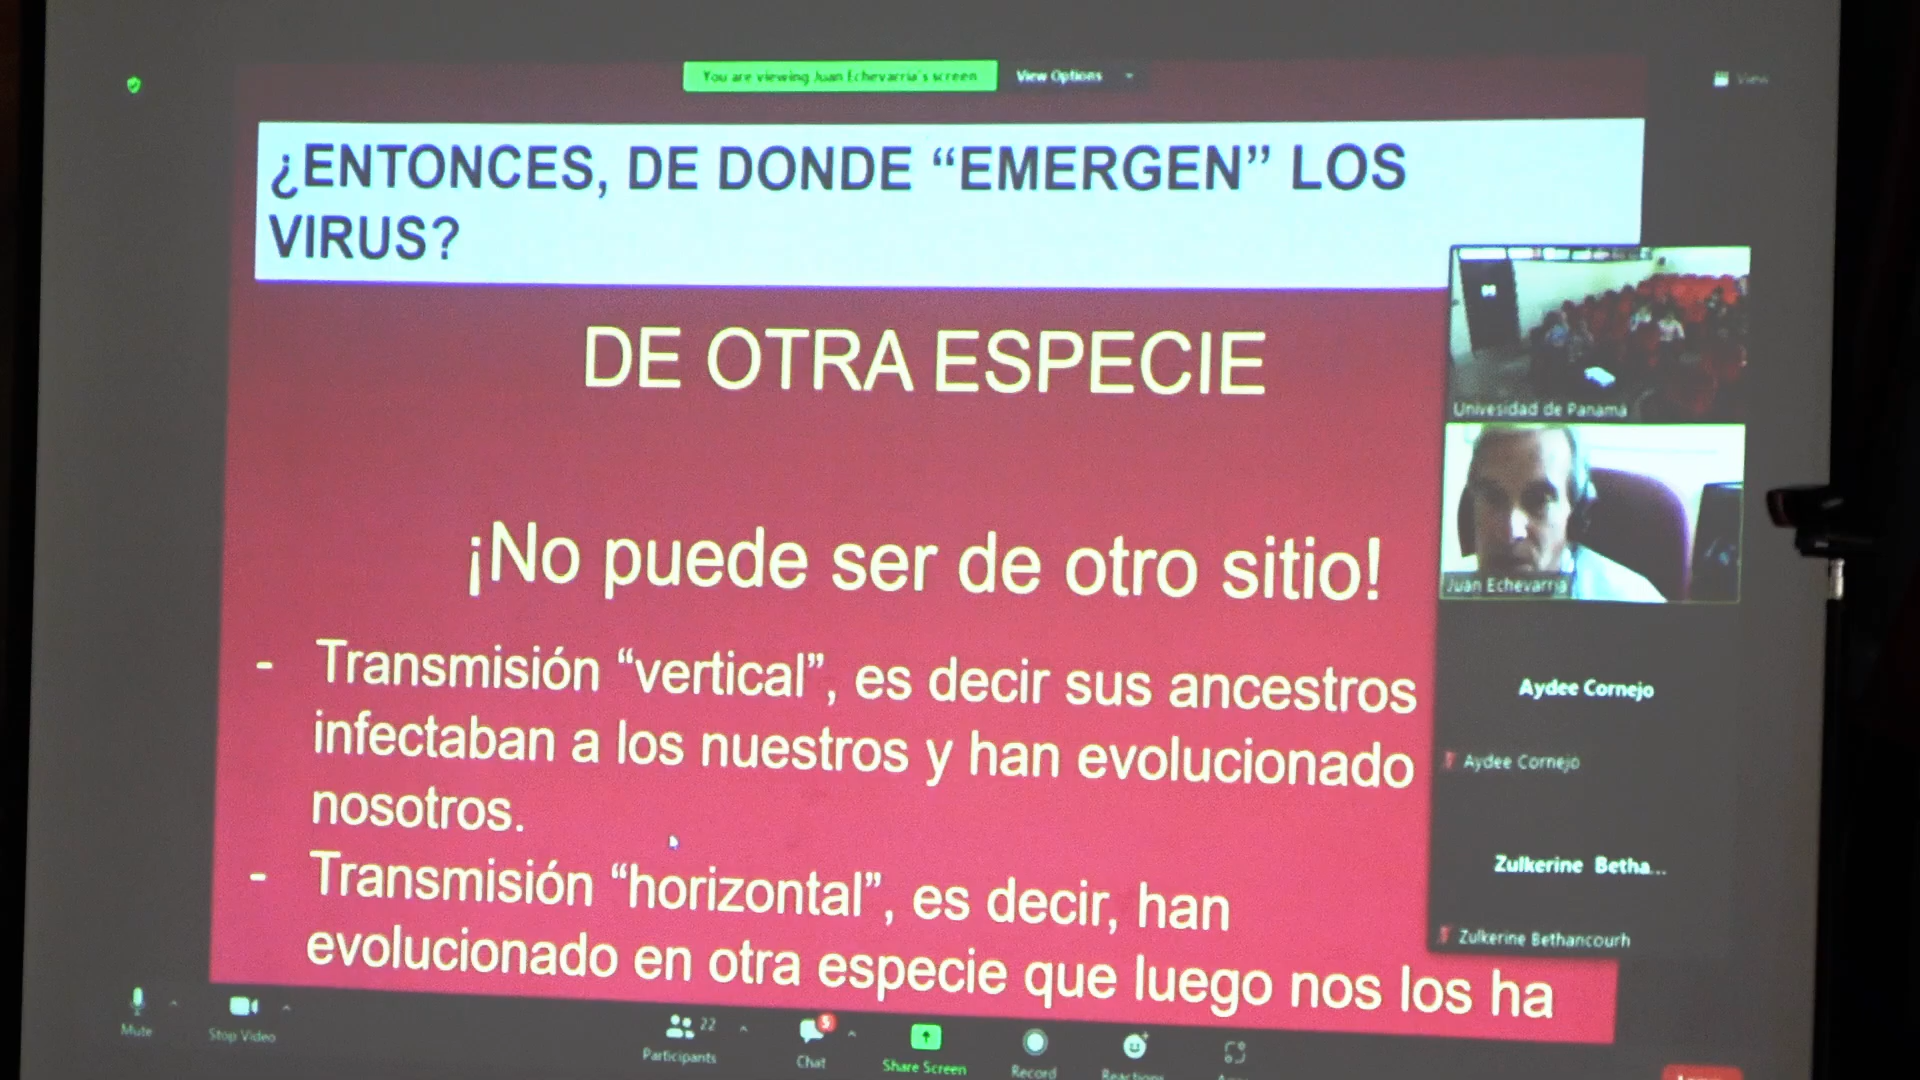 You are viewing Juan Echevarria's screen
View Options
View
¿ENTONCES, DE DONDE “EMERGEN” LOS
VIRUS?
DE OTRA ESPECIE
¡No puede ser de otro sitio!
- Transmisión “vertical”, es decir sus ancestros
infectaban a los nuestros y han evolucionado
nosotros.
- Transmisión “horizontal”, es decir, han
evolucionado en otra especie que luego nos los ha
Univesidad de Panamá
Juan Echevarria
Aydee Cornejo
Aydee Cornejo
Zulkerine Betha...
Zulkerine Bethancourh
Mute
Stop Video
22
Participants
5
Chat
Share Screen
Record
Reactions